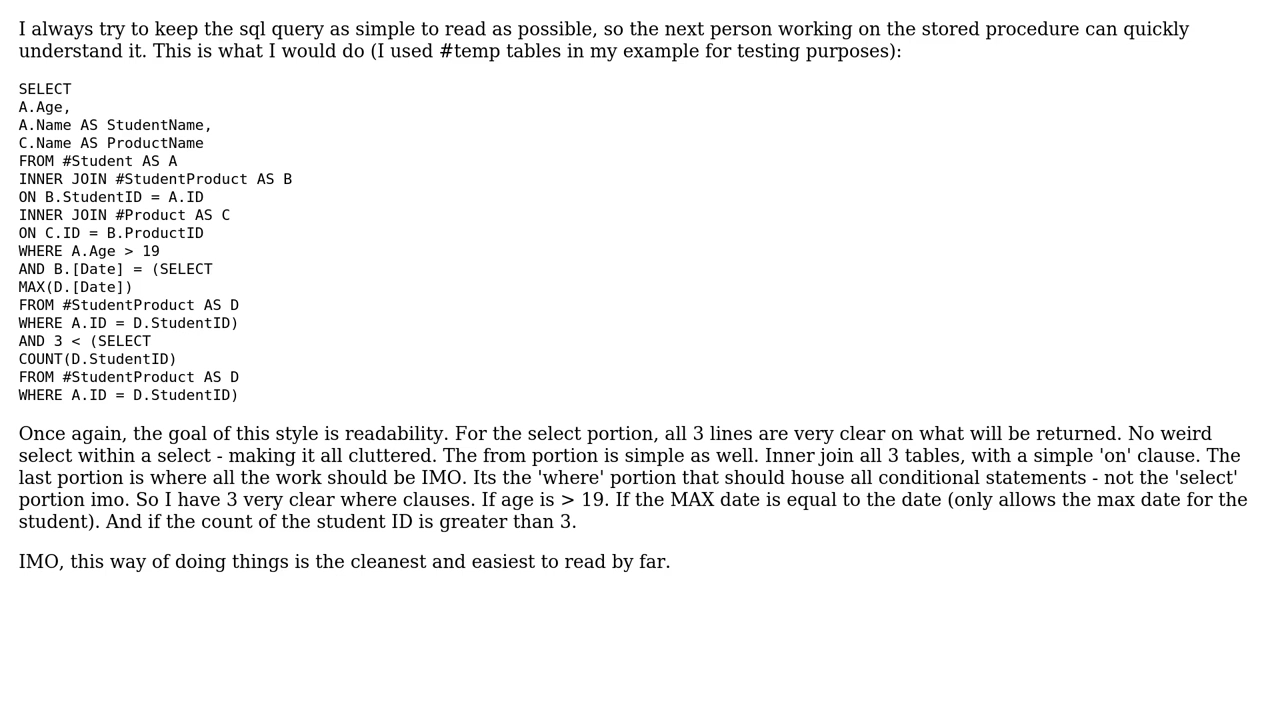 I always try to keep the sql query as simple to read as possible, so the next person working on the stored procedure can quickly
understand it. This is what I would do (I used #temp tables in my example for testing purposes):
SELECT
A.Age,
A.Name AS StudentName,
C.Name AS ProductName
FROM #Student AS A
INNER JOIN #StudentProduct AS B
ON B.StudentID = A.ID
INNER JOIN #Product AS C
ON C.ID = B.ProductID
WHERE A.Age > 19
AND B.[Date] = (SELECT
MAX(D.[Date])
FROM #StudentProduct AS D
WHERE A.ID = D.StudentID)
AND 3 < (SELECT
COUNT(D.StudentID)
FROM #StudentProduct AS D
WHERE A.ID = D.StudentID)
Once again, the goal of this style is readability. For the select portion, all 3 lines are very clear on what will be returned. No weird
select within a select - making it all cluttered. The from portion is simple as well. Inner join all 3 tables, with a simple 'on' clause. The
last portion is where all the work should be IMO. Its the 'where' portion that should house all conditional statements - not the 'select'
portion imo. So I have 3 very clear where clauses. If age is > 19. If the MAX date is equal to the date (only allows the max date for the
student). And if the count of the student ID is greater than 3.
IMO, this way of doing things is the cleanest and easiest to read by far.